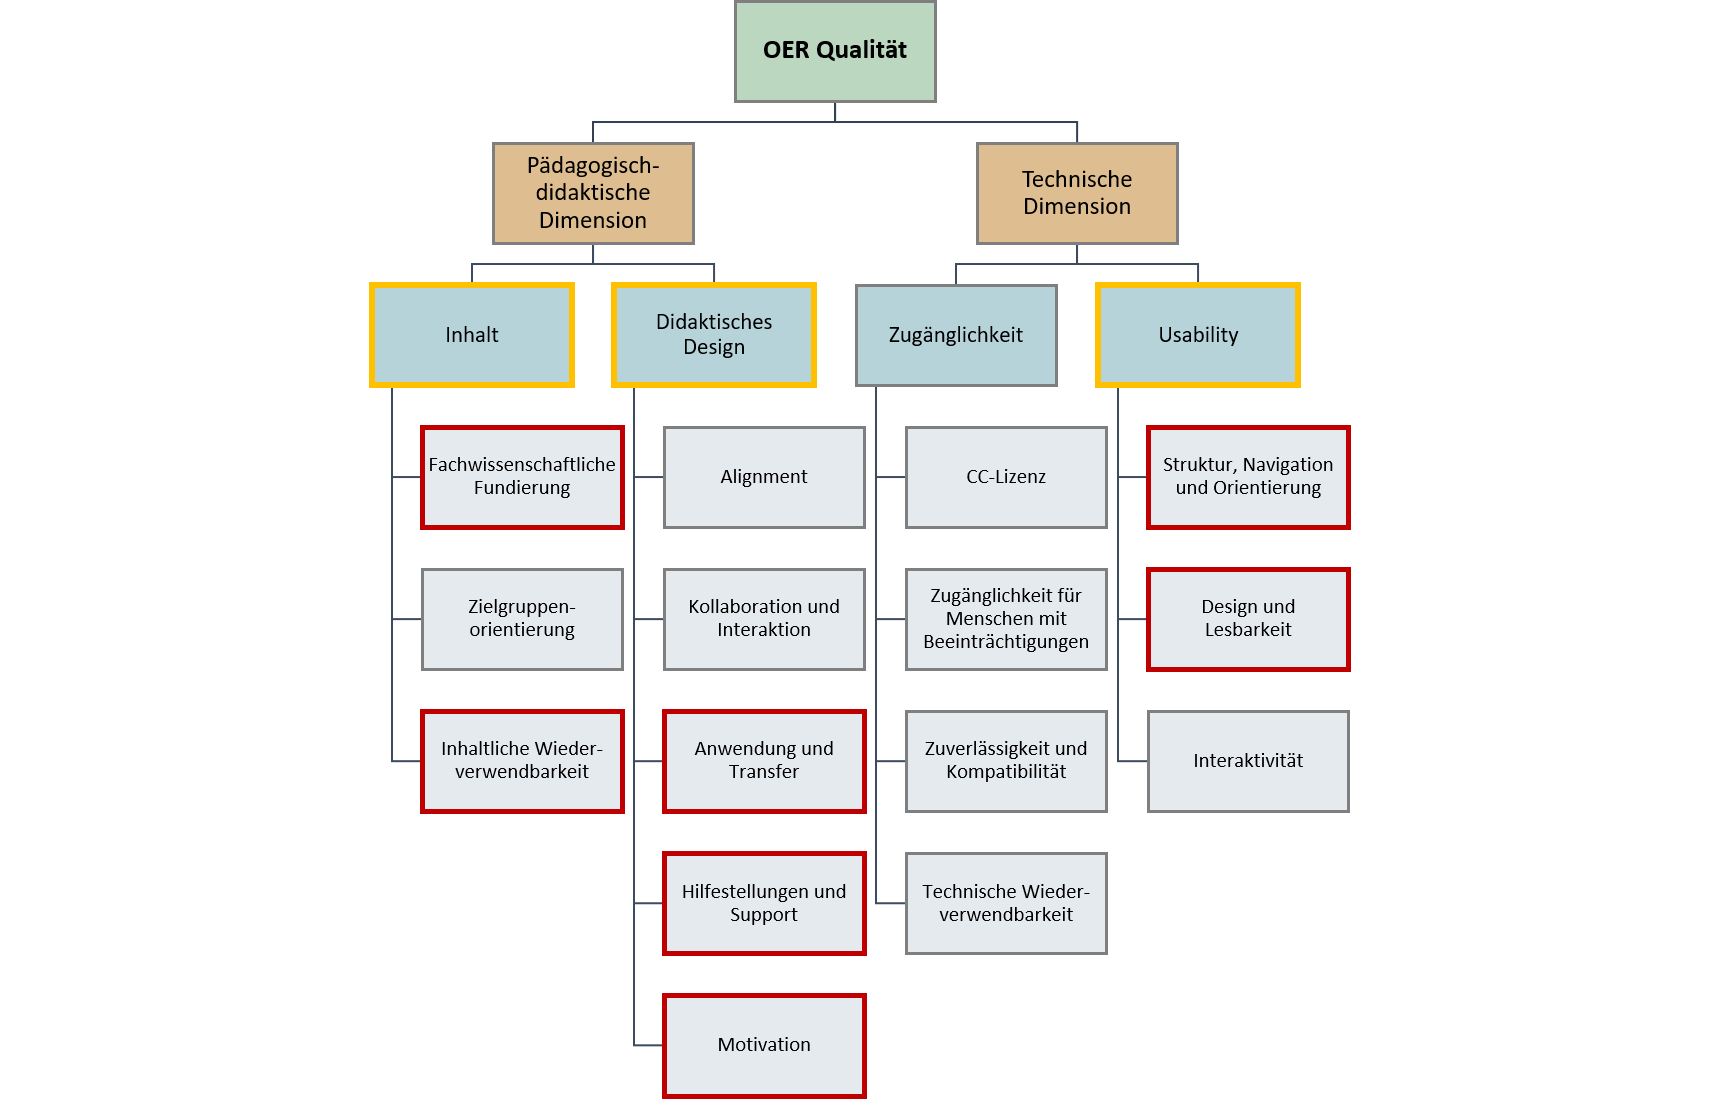 OER Qualität
Pädagogisch-
didaktische
Dimension
Technische
Dimension
Inhalt
Didaktisches
Design
Zugänglichkeit
Usability
Fachwissenschaftliche
Fundierung
Alignment
CC-Lizenz
Struktur, Navigation
und Orientierung
Zielgruppen-
orientierung
Kollaboration und
Interaktion
Zugänglichkeit für
Menschen mit
Beeinträchtigungen
Design und
Lesbarkeit
Inhaltliche Wieder-
verwendbarkeit
Anwendung und
Transfer
Zuverlässigkeit und
Kompatibilität
Interaktivität
Hilfestellungen und
Support
Technische Wieder-
verwendbarkeit
Motivation